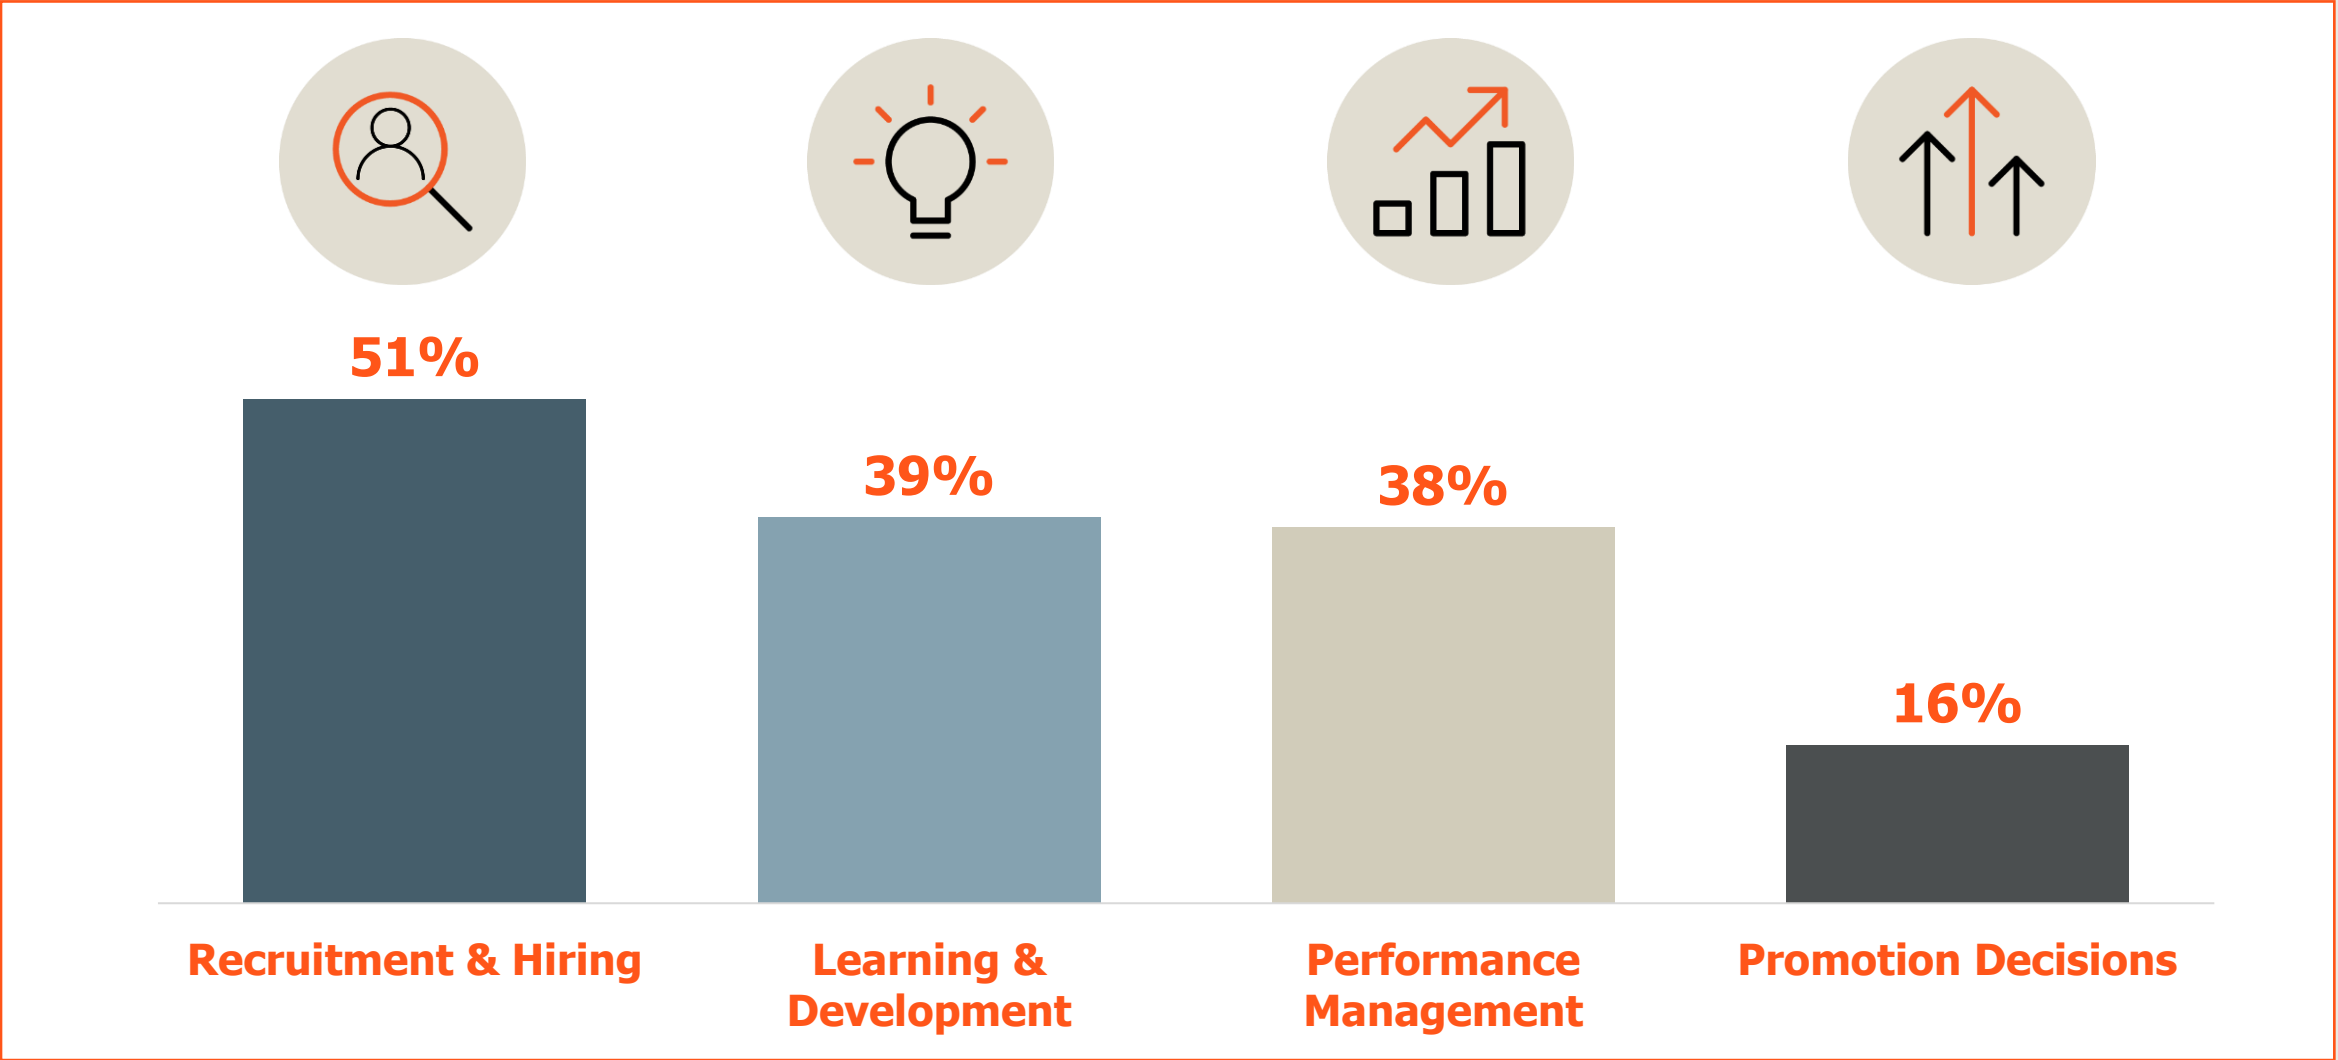 51%
39%
38%
16%
Recruitment & Hiring
Learning &
Development
Performance
Management
Promotion Decisions